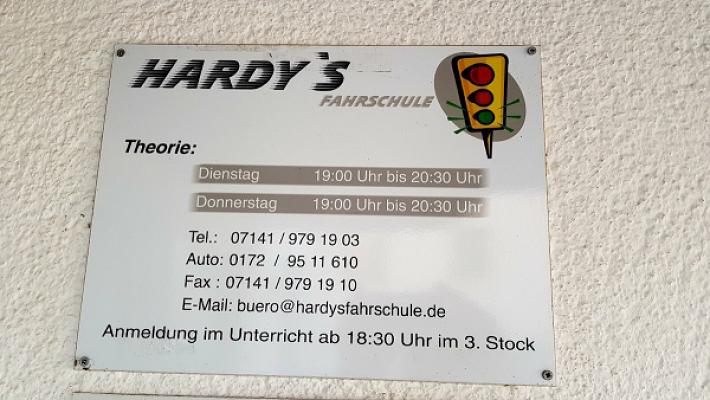 HARDY`S
FAHRSCHULE
Theorie:
Dienstag 19:00 Uhr bis 20:30 Uhr
Donnerstag 19:00 Uhr bis 20:30 Uhr
Tel.: 07141 / 979 19 03
Auto: 0172 / 95 11 610
Fax : 07141 / 979 19 10
E-Mail: buero@hardysfahrschule.de
Anmeldung im Unterricht ab 18:30 Uhr im 3. Stock